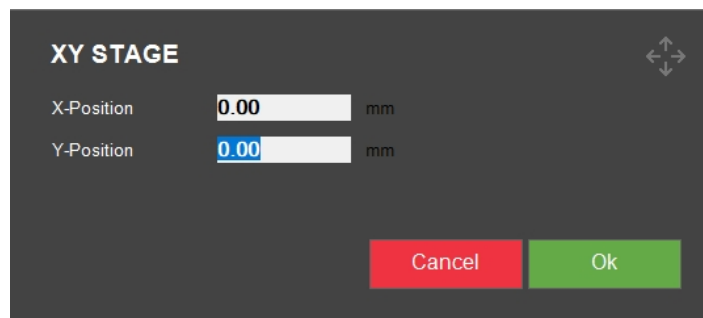 XY STAGE
X-Position 0.00 mm
Y-Position 0.00 mm
Cancel Ok